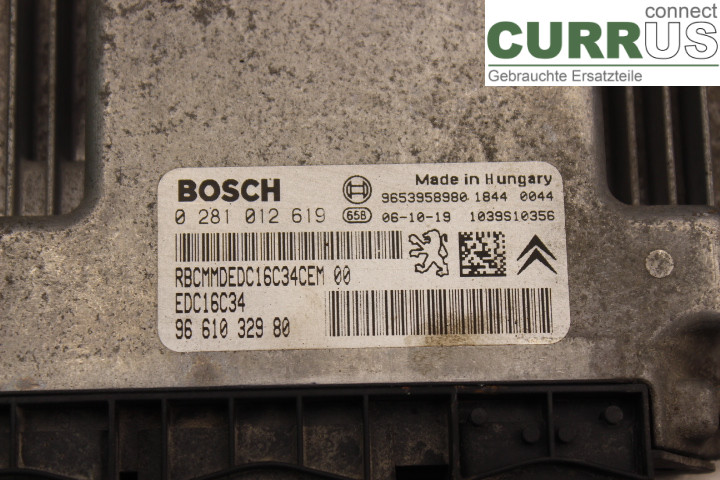 connect
CURRUS
Gebrauchte Ersatzteile
BOSCH
Made in Hungary
9653958980 1844 0044
0 281 012 619
658
06-10-19 1039S10356
RBCMMDEDC16C34CEM 00
EDC16C34
96 610 329 80